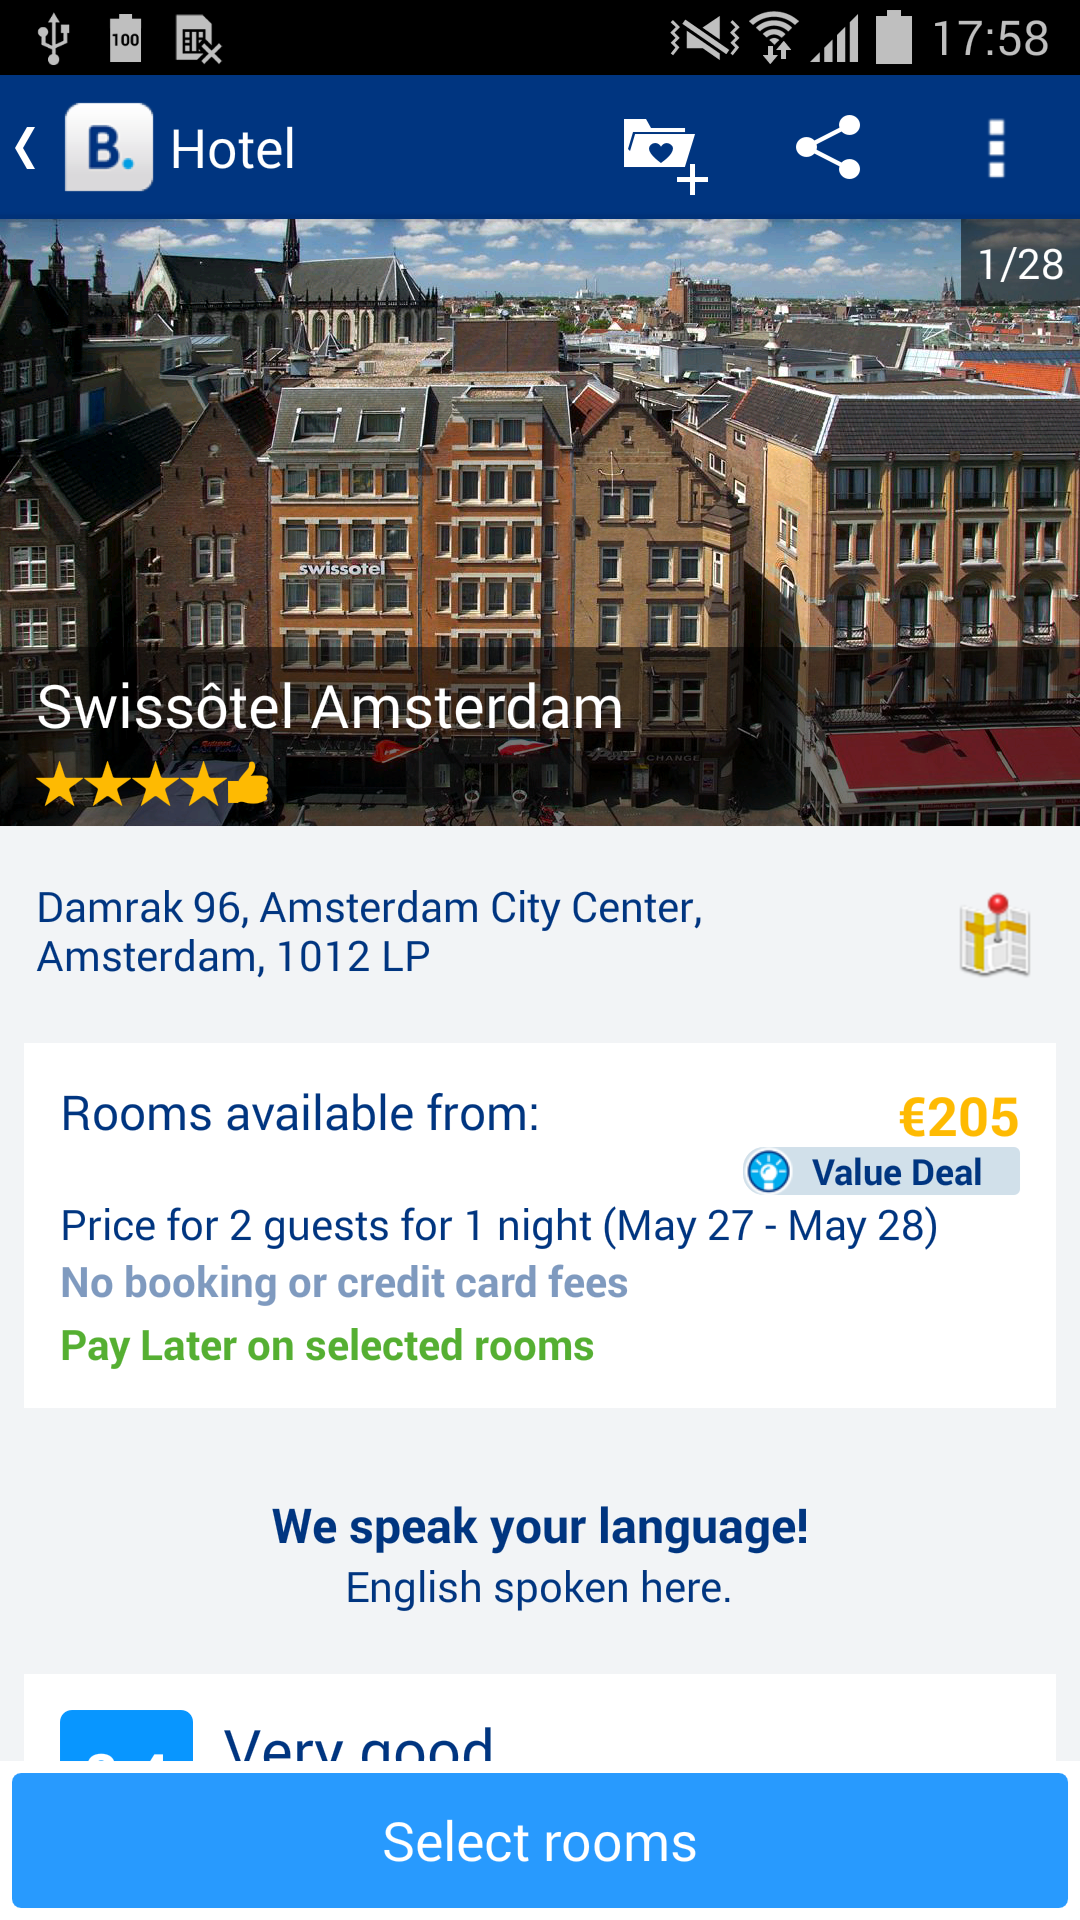 100
17:58
B.
Hotel
1/28
swissotel
CHANGE
Swissôtel Amsterdam
Damrak 96, Amsterdam City Center,
Amsterdam, 1012 LP
Rooms available from:
€205
Value Deal
Price for 2 guests for 1 night (May 27 - May 28)
No booking or credit card fees
Pay Later on selected rooms
We speak your language!
English spoken here.
Very good
Select rooms